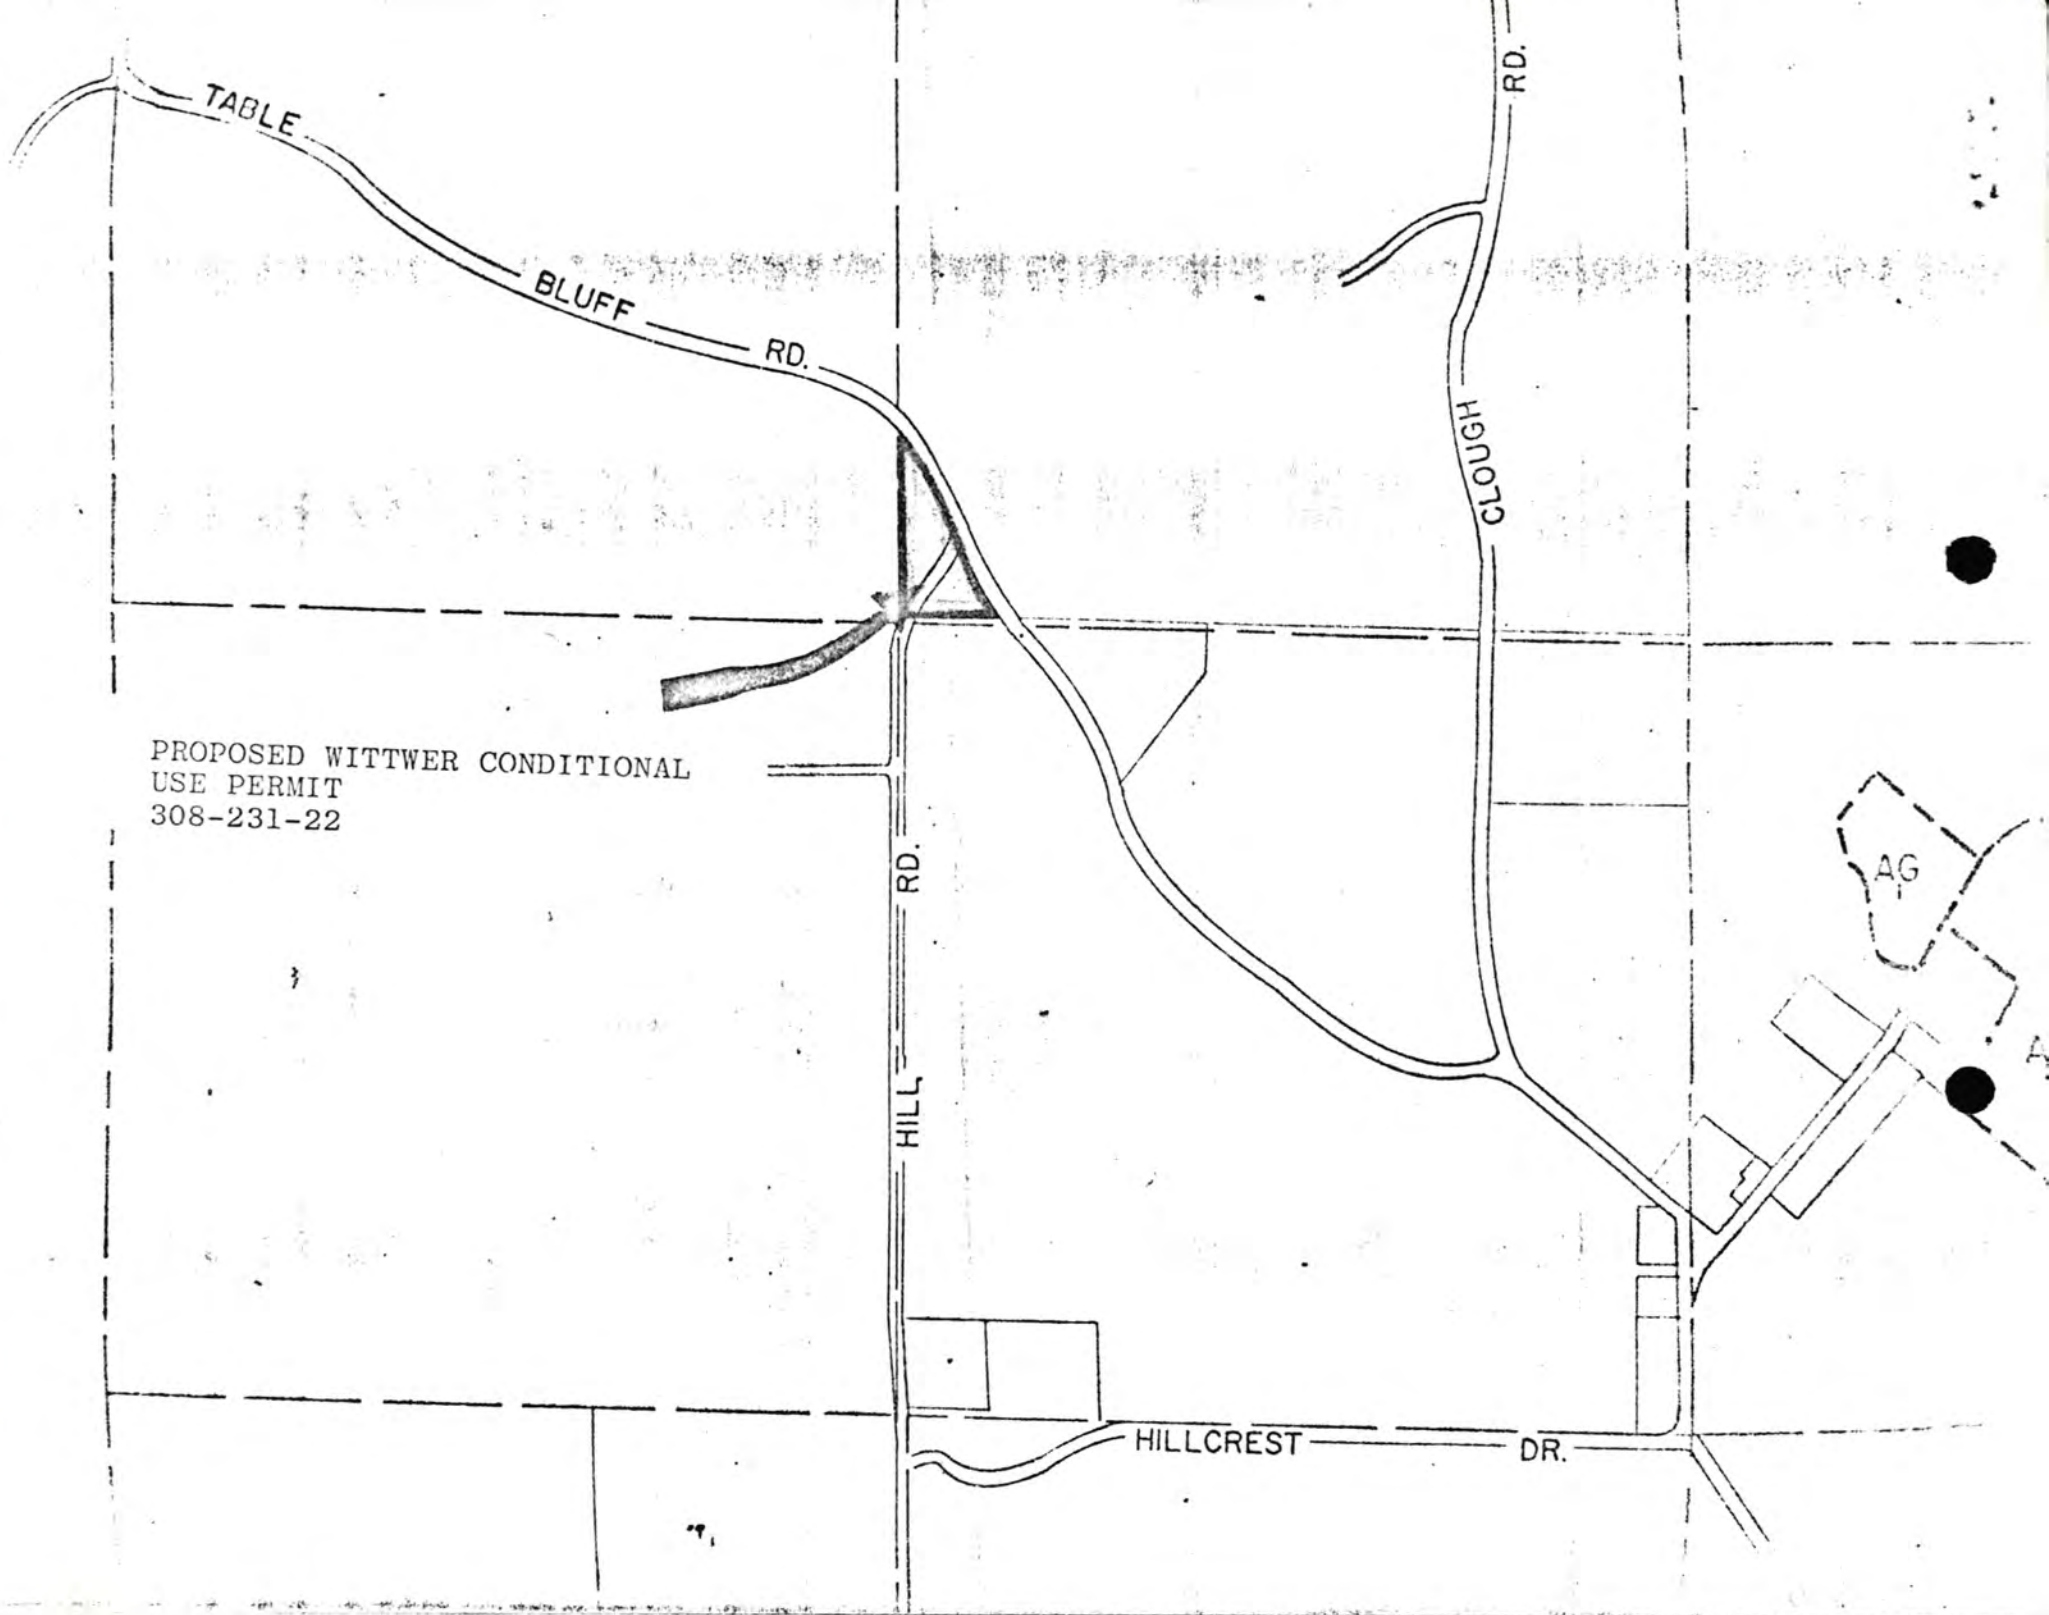 TABLE
BLUFF
RD.
RD.
CLOUGH
PROPOSED WITTWER CONDITIONAL
USE PERMIT
308-231-22
RD.
HILL
AG
HILLCREST
DR.